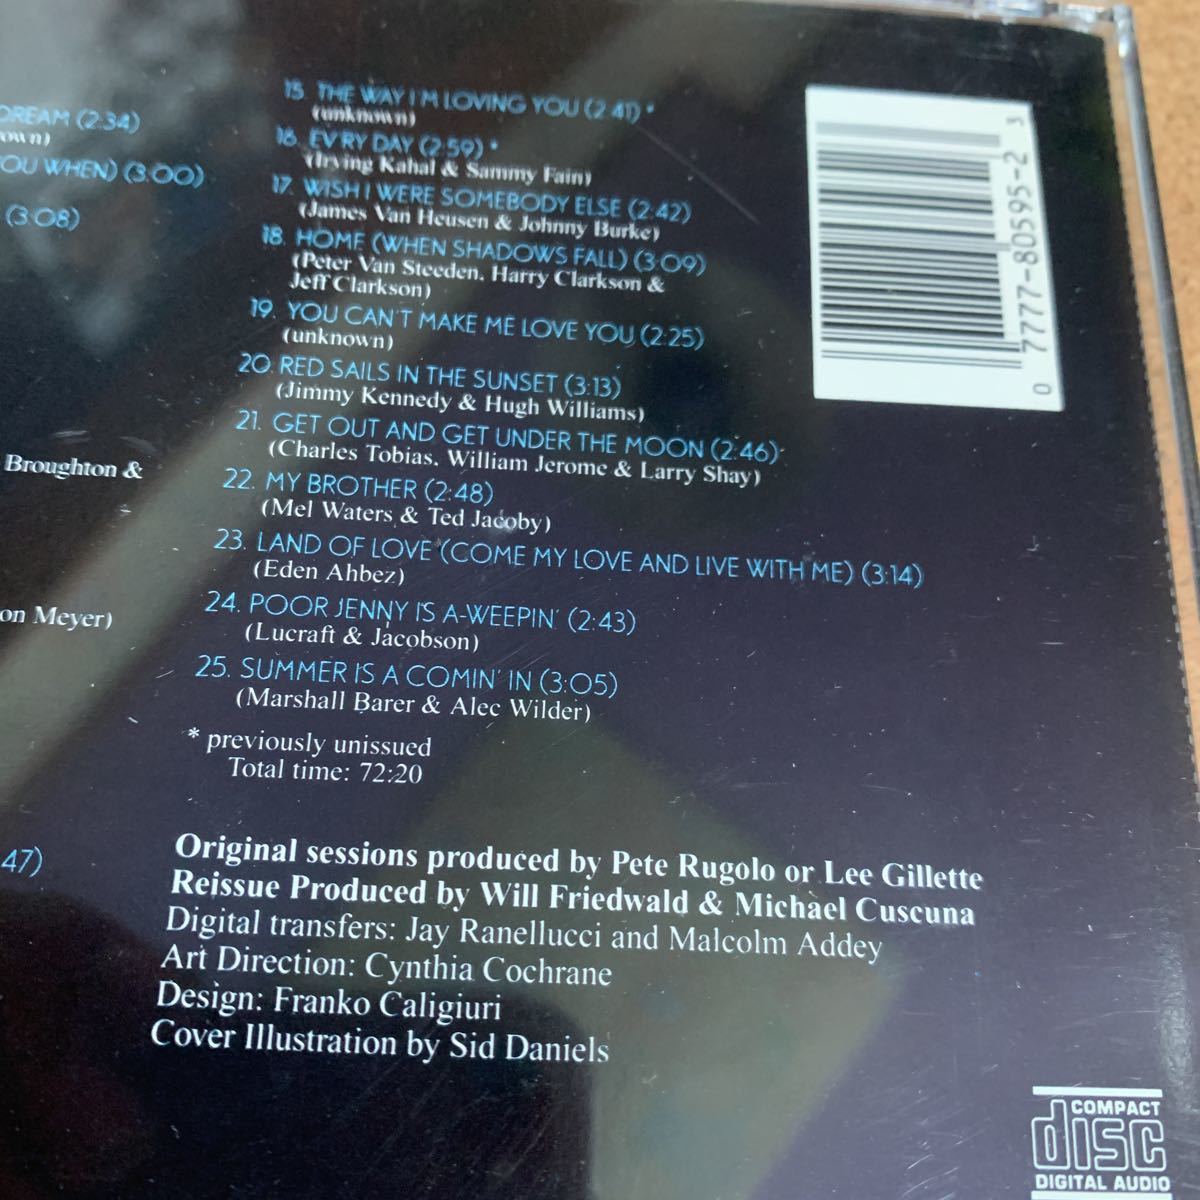 DREAM (2:34)
own)
YOU WHEN) (3:00)
(3:08)
Broughton &
on Meyer)
47)
15. THE WAY I'M LOVING YOU (2:41) *
(unknown)
16. EV'RY DAY (2:59) *
(Irving Kahal & Sammy Fain)
17. WISH I WERE SOMEBODY ELSE (2:42)
(James Van Heusen & Johnny Burke)
18. HOME (WHEN SHADOWS FALL) (3:09)
(Peter Van Steeden, Harry Clarkson &
Jeff Clarkson)
19. YOU CAN'T MAKE ME LOVE YOU (2:25)
(unknown)
20. RED SAILS IN THE SUNSET (3:13)
(Jimmy Kennedy & Hugh Williams)
21. GET OUT AND GET UNDER THE MOON (2:46)
(Charles Tobias, William Jerome & Larry Shay)
22. MY BROTHER (2:48)
(Mel Waters & Ted Jacoby)
23. LAND OF LOVE (COME MY LOVE AND LIVE WITH ME) (3:14)
(Eden Ahbez)
24. POOR JENNY IS A-WEEPIN' (2:43)
(Lucraft & Jacobson)
25. SUMMER IS A COMIN' IN (3:05)
(Marshall Barer & Alec Wilder)
* previously unissued
Total time: 72:20
Original sessions produced by Pete Rugolo or Lee Gillette
Reissue Produced by Will Friedwald & Michael Cuscuna
Digital transfers: Jay Ranellucci and Malcolm Addey
Art Direction: Cynthia Cochrane
Design: Franko Caligiuri
Cover Illustration by Sid Daniels
0 7777-80595-2 3
COMPACT
disc
DIGITAL AUDIO